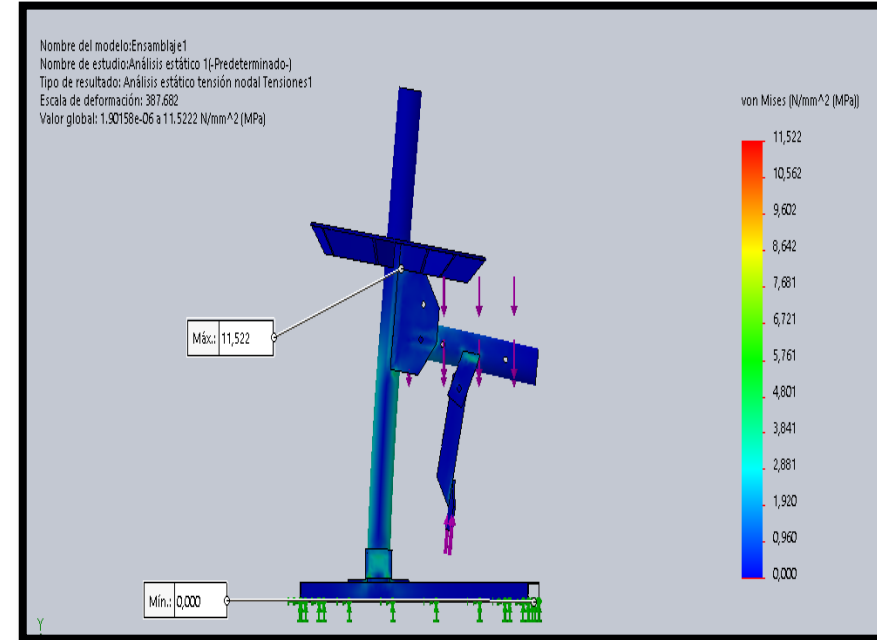 Nombre del modelo:Ensamblaje1
Nombre de estudio:Análisis estático 1(-Predeterminado-)
Tipo de resultado: Análisis estático tensión nodal Tensiones1
Escala de deformación: 387.682
Valor global: 1.90158e-06 a 11.5222 N/mm^2 (MPa)
von Mises (N/mm^2 (MPa))
11,522
10,562
9,602
8,642
7,681
6,721
5,761
4,801
3,841
2,881
1,920
0,960
0,000
Máx.: 11,522
Mín.: 0,000
Y